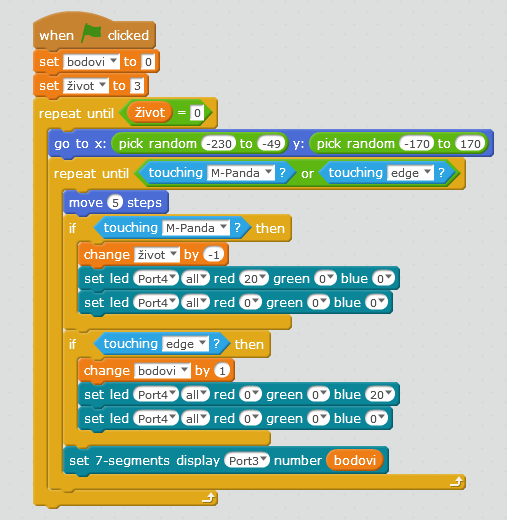 when clicked
set bodovi to 0
set život to 3
repeat until život = 0
go to x: pick random -230 to -49 y: pick random -170 to 170
repeat until touching M-Panda ? or touching edge ?
move 5 steps
if touching M-Panda ? then
change život by -1
set led Port4 all red 20 green 0 blue 0
set led Port4 all red 0 green 0 blue 0
if touching edge ? then
change bodovi by 1
set led Port4 all red 0 green 0 blue 20
set led Port4 all red 0 green 0 blue 0
set 7-segments display Port3 number bodovi